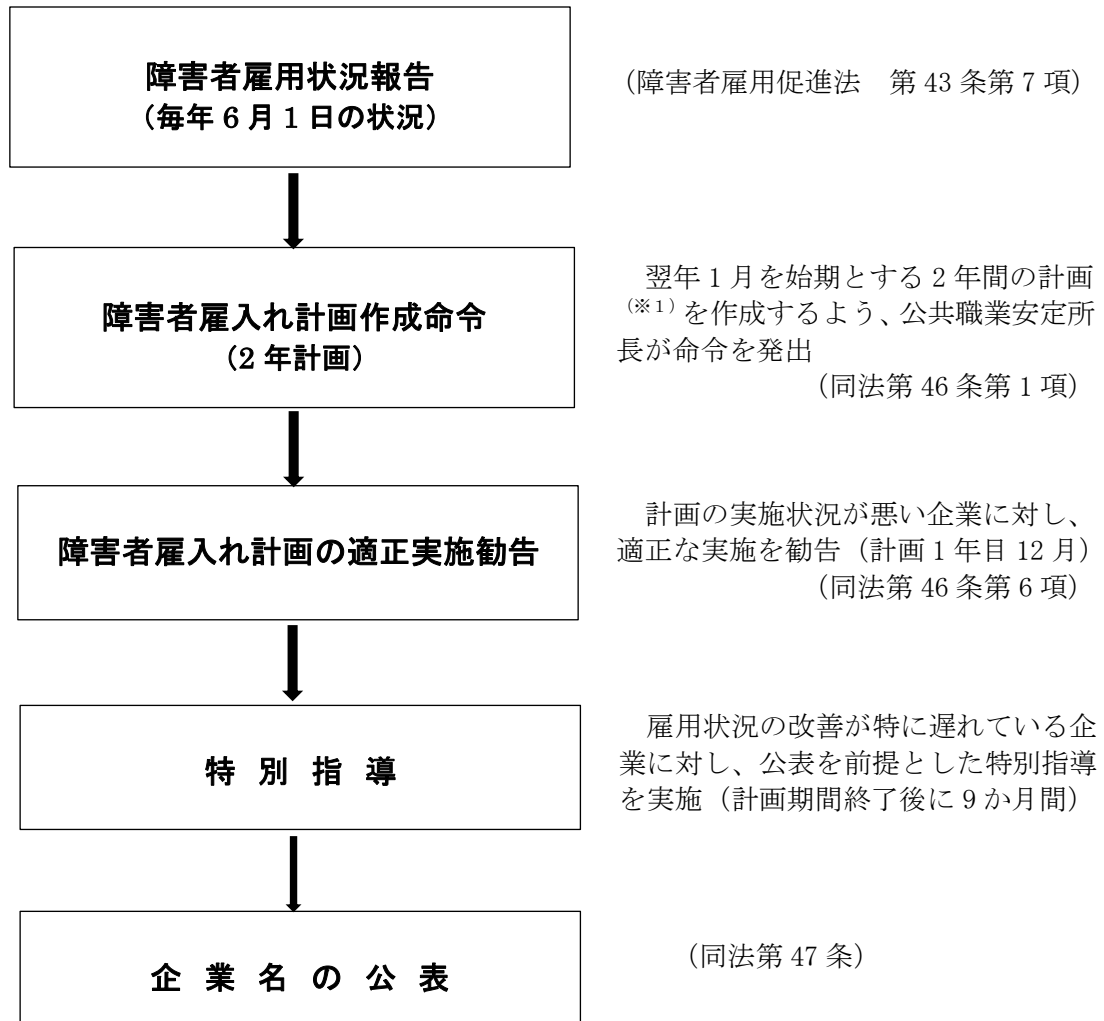 障害者雇用状況報告
(毎年 6 月 1 日の状況)
(障害者雇用促進法　第 43 条第 7 項)
障害者雇入れ計画作成命令
(2 年計画)
翌年 1 月を始期とする 2 年間の計画
(※1)を作成するよう、公共職業安定所
長が命令を発出
(同法第 46 条第 1 項)
障害者雇入れ計画の適正実施勧告
計画の実施状況が悪い企業に対し、
適正な実施を勧告(計画 1 年目 12 月)
(同法第 46 条第 6 項)
特 別 指 導
雇用状況の改善が特に遅れている企
業に対し、公表を前提とした特別指導
を実施(計画期間終了後に 9 か月間)
企 業 名 の 公 表
(同法第 47 条)